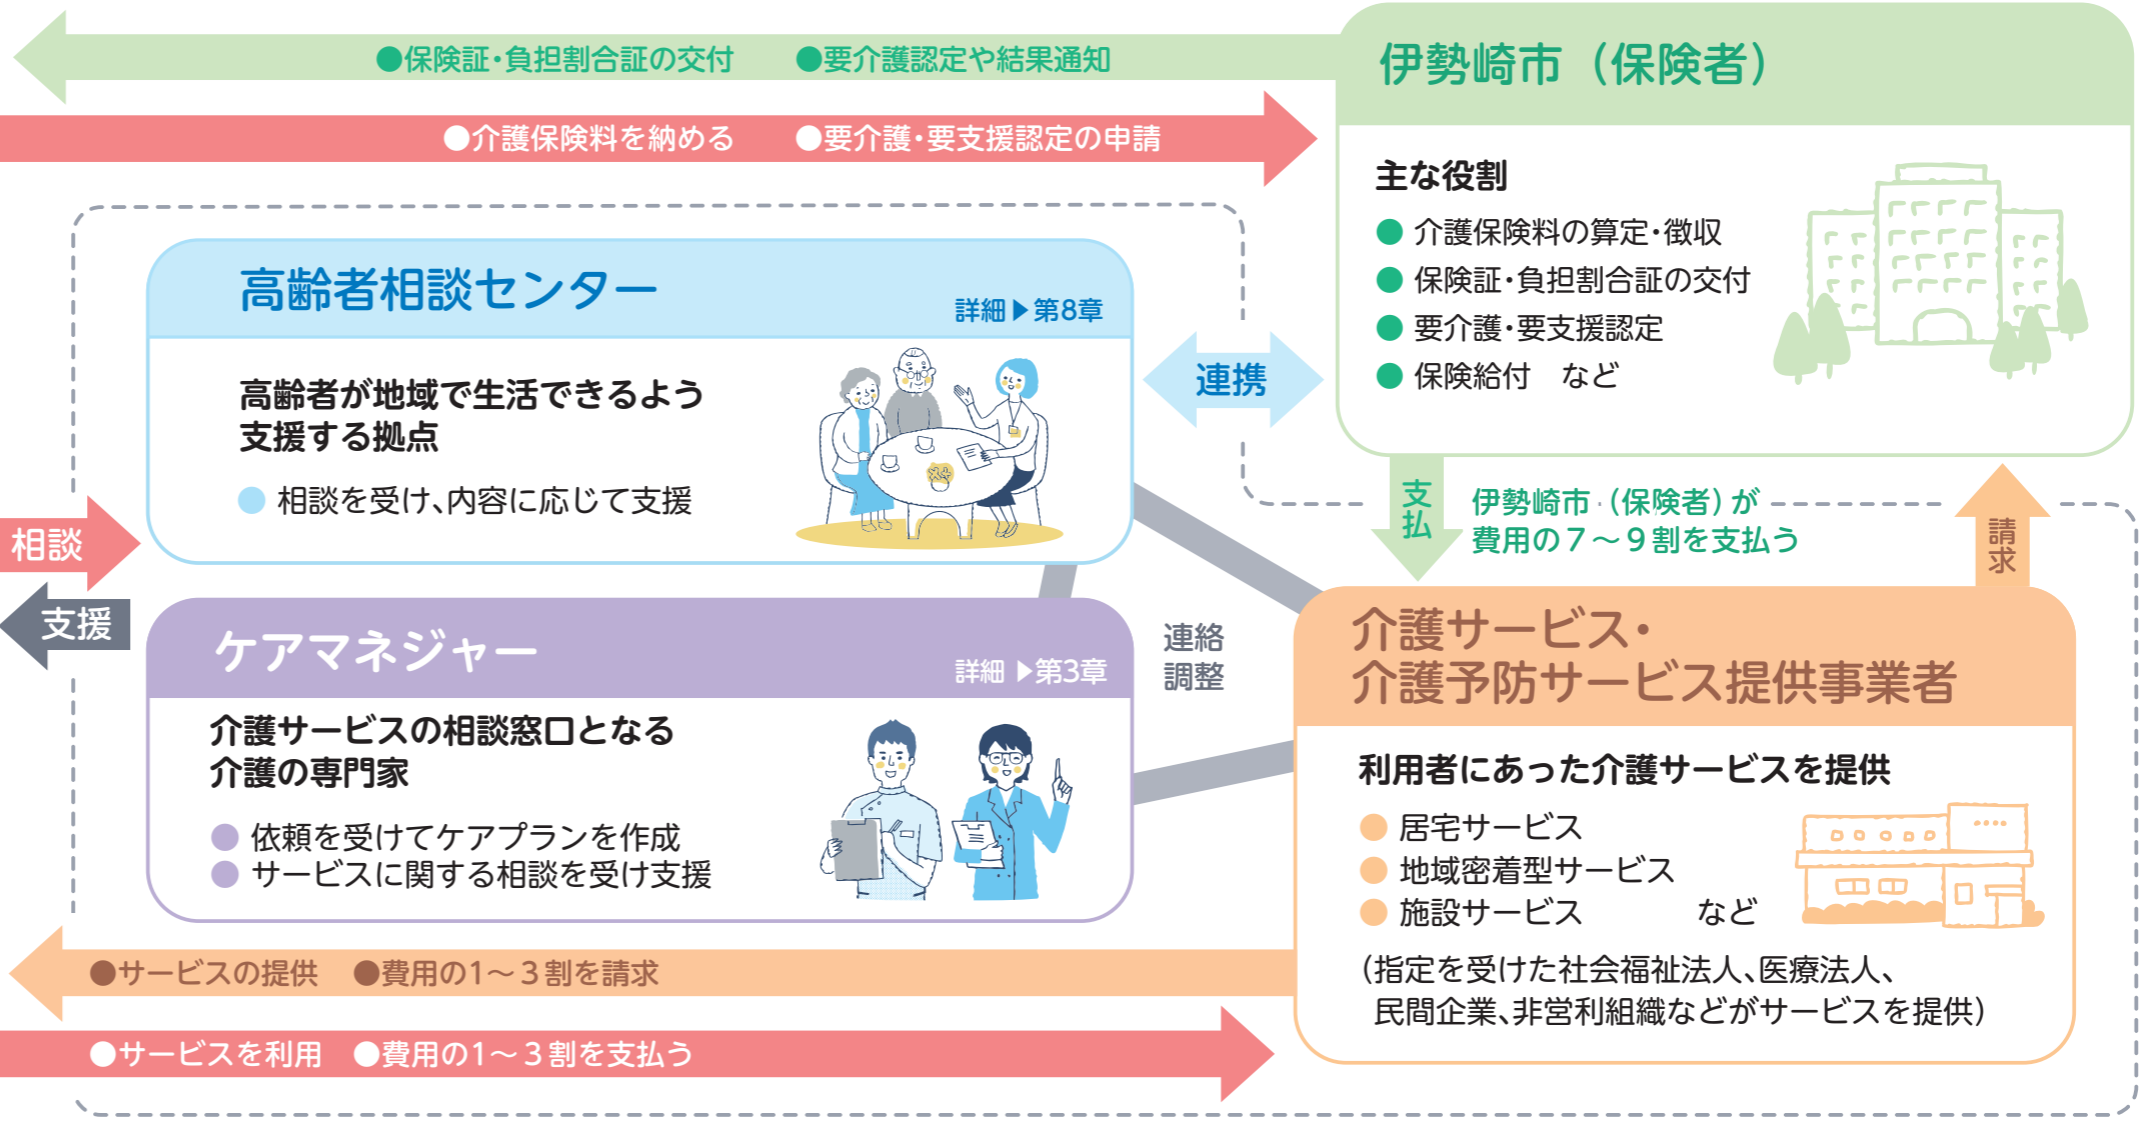 ●保険証・負担割合証の交付　●要介護認定や結果通知
●介護保険料を納める　●要介護・要支援認定の申請
伊勢崎市（保険者）
主な役割
● 介護保険料の算定・徴収
● 保険証・負担割合証の交付
● 要介護・要支援認定
● 保険給付　など
高齢者相談センター
詳細▶第8章
高齢者が地域で生活できるよう
支援する拠点
● 相談を受け、内容に応じて支援
連携
相談
支援
支払
伊勢崎市（保険者）が
費用の７～９割を支払う
請求
ケアマネジャー
詳細▶第3章
介護サービスの相談窓口となる
介護の専門家
● 依頼を受けてケアプランを作成
● サービスに関する相談を受け支援
連絡
調整
介護サービス・
介護予防サービス提供事業者
利用者にあった介護サービスを提供
● 居宅サービス
● 地域密着型サービス
● 施設サービス　など
（指定を受けた社会福祉法人、医療法人、
民間企業、非営利組織などがサービスを提供）
●サービスの提供　●費用の1～３割を請求
●サービスを利用　●費用の1～３割を支払う